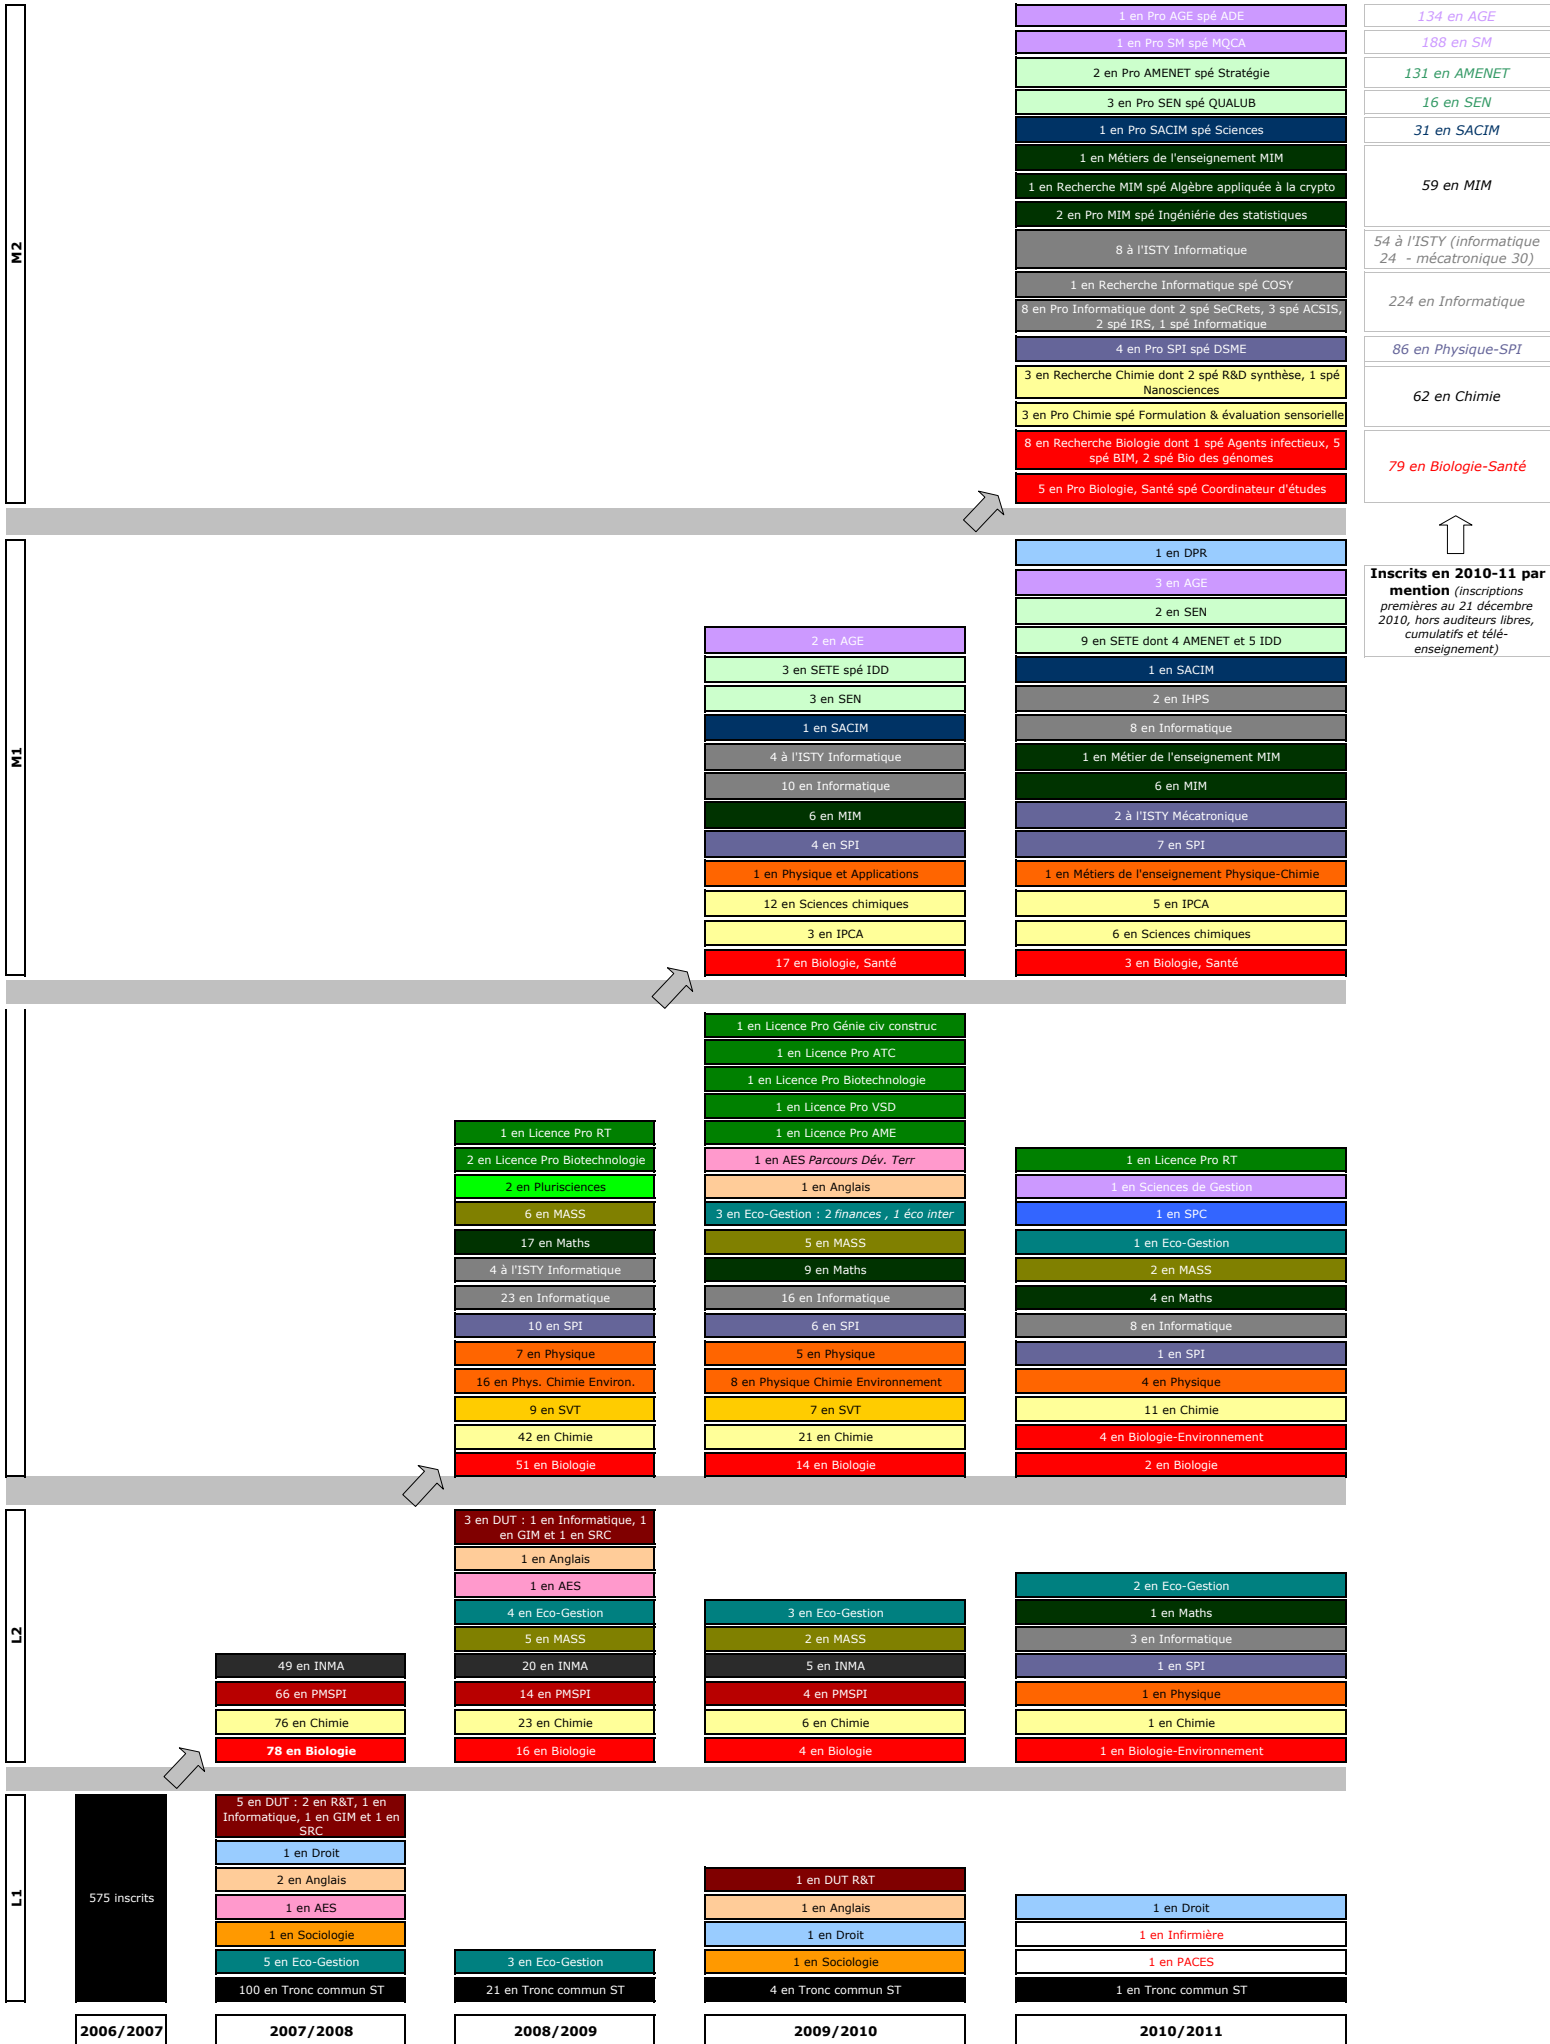 M2
1 en Pro AGE spé ADE
134 en AGE
1 en Pro SM spé MQCA
188 en SM
2 en Pro AMENET spé Stratégie
131 en AMENET
3 en Pro SEN spé QUALUB
16 en SEN
1 en Pro SACIM spé Sciences
31 en SACIM
1 en Métiers de l'enseignement MIM
1 en Recherche MIM spé Algèbre appliquée à la crypto
2 en Pro MIM spé Ingéniérie des statistiques
59 en MIM
8 à l'ISTY Informatique
54 à l'ISTY (informatique
24 - mécatronique 30)
1 en Recherche Informatique spé COSY
8 en Pro Informatique dont 2 spé SeCRets, 3 spé ACSIS,
2 spé IRS, 1 spé Informatique
224 en Informatique
4 en Pro SPI spé DSME
86 en Physique-SPI
3 en Recherche Chimie dont 2 spé R&D synthèse, 1 spé
Nanosciences
3 en Pro Chimie spé Formulation & évaluation sensorielle
62 en Chimie
8 en Recherche Biologie dont 1 spé Agents infectieux, 5
spé BIM, 2 spé Bio des génomes
5 en Pro Biologie, Santé spé Coordinateur d'études
79 en Biologie-Santé
Inscrits en 2010-11 par
mention (inscriptions
premières au 21 décembre
2010, hors auditeurs libres,
cumulatifs et télé-
enseignement)
M1
2 en AGE
3 en SETE spé IDD
3 en SEN
1 en SACIM
4 à l'ISTY Informatique
10 en Informatique
6 en MIM
4 en SPI
1 en Physique et Applications
12 en Sciences chimiques
3 en IPCA
17 en Biologie, Santé
1 en DPR
3 en AGE
2 en SEN
9 en SETE dont 4 AMENET et 5 IDD
1 en SACIM
2 en IHPS
8 en Informatique
1 en Métier de l'enseignement MIM
6 en MIM
2 à l'ISTY Mécatronique
7 en SPI
1 en Métiers de l'enseignement Physique-Chimie
5 en IPCA
6 en Sciences chimiques
3 en Biologie, Santé
1 en Licence Pro RT
2 en Licence Pro Biotechnologie
2 en Plurisciences
6 en MASS
17 en Maths
4 à l'ISTY Informatique
23 en Informatique
10 en SPI
7 en Physique
16 en Phys. Chimie Environ.
9 en SVT
42 en Chimie
51 en Biologie
1 en Licence Pro Génie civ construc
1 en Licence Pro ATC
1 en Licence Pro Biotechnologie
1 en Licence Pro VSD
1 en Licence Pro AME
1 en AES Parcours Dév. Terr
1 en Anglais
3 en Eco-Gestion : 2 finances , 1 éco inter
5 en MASS
9 en Maths
16 en Informatique
6 en SPI
5 en Physique
8 en Physique Chimie Environnement
7 en SVT
21 en Chimie
14 en Biologie
1 en Licence Pro RT
1 en Sciences de Gestion
1 en SPC
1 en Eco-Gestion
2 en MASS
4 en Maths
8 en Informatique
1 en SPI
4 en Physique
11 en Chimie
4 en Biologie-Environnement
2 en Biologie
L2
49 en INMA
66 en PMSPI
76 en Chimie
78 en Biologie
3 en DUT : 1 en Informatique, 1
en GIM et 1 en SRC
1 en Anglais
1 en AES
4 en Eco-Gestion
5 en MASS
20 en INMA
14 en PMSPI
23 en Chimie
16 en Biologie
3 en Eco-Gestion
2 en MASS
5 en INMA
4 en PMSPI
6 en Chimie
4 en Biologie
2 en Eco-Gestion
1 en Maths
3 en Informatique
1 en SPI
1 en Physique
1 en Chimie
1 en Biologie-Environnement
L1
575 inscrits
5 en DUT : 2 en R&T, 1 en
Informatique, 1 en GIM et 1 en
SRC
1 en Droit
2 en Anglais
1 en AES
1 en Sociologie
5 en Eco-Gestion
100 en Tronc commun ST
3 en Eco-Gestion
21 en Tronc commun ST
1 en DUT R&T
1 en Anglais
1 en Droit
1 en Sociologie
4 en Tronc commun ST
1 en Droit
1 en Infirmière
1 en PACES
1 en Tronc commun ST
2006/2007
2007/2008
2008/2009
2009/2010
2010/2011